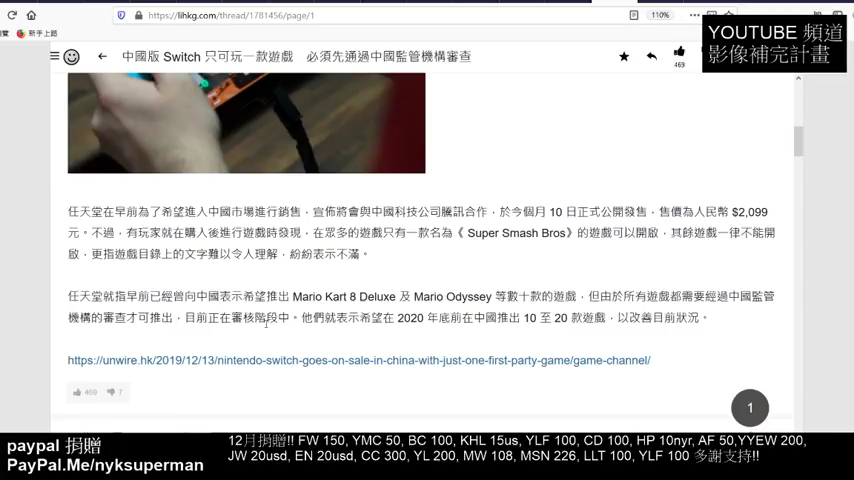 https://lihkg.com/thread/1781456/page/1
110%
新手上路
YOUTUBE 頻道
影像補完計畫
中國版 Switch 只可玩一款遊戲 必須先通過中國監管機構審查
469
任天堂在早前為了希望進入中國市場進行銷售，宣佈將會與中國科技公司騰訊合作，於今個月 10 日正式公開發售，售價為人民幣 $2,099
元。不過，有玩家就在購入後進行遊戲時發現，在眾多的遊戲只有一款名為《 Super Smash Bros》的遊戲可以開啟，其餘遊戲一律不能開
啟，更指遊戲目錄上的文字難以令人理解，紛紛表示不滿。
任天堂就指早前已經曾向中國表示希望推出 Mario Kart 8 Deluxe 及 Mario Odyssey 等數十款的遊戲，但由於所有遊戲都需要經過中國監管
機構的審查才可推出，目前正在審核階段中。他們就表示希望在 2020 年底前在中國推出 10 至 20 款遊戲，以改善目前狀況。
https://unwire.hk/2019/12/13/nintendo-switch-goes-on-sale-in-china-with-just-one-first-party-game/game-channel/
469 7
1
paypal 捐贈
PayPal.Me/nyksuperman
12月捐贈!! FW 150, YMC 50, BC 100, KHL 15us, YLF 100, CD 100, HP 10nyr, AF 50,YYEW 200,
JW 20usd, EN 20usd, CC 300, YL 200, MW 108, MSN 226, LLT 100, YLF 100 多謝支持!!